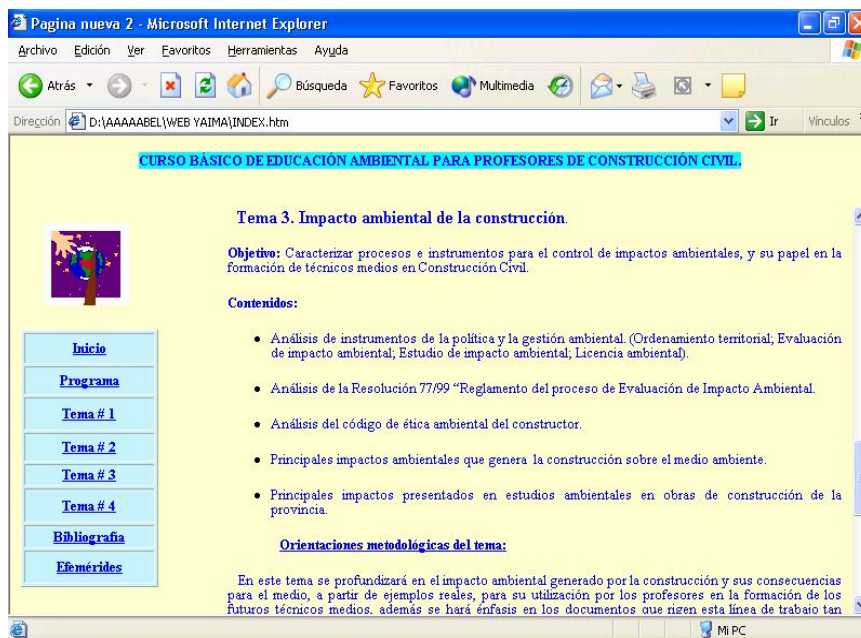 Pagina nueva 2 - Microsoft Internet Explorer
Archivo Edición Ver Favoritos Herramientas Ayuda
Atrás Búsqueda Favoritos Multimedia
Dirección D:\AAAAABEL\WEB YAIMA\INDEX.htm Ir Vínculos
CURSO BÁSICO DE EDUCACIÓN AMBIENTAL PARA PROFESORES DE CONSTRUCCIÓN CIVIL.
Inicio
Programa
Tema # 1
Tema # 2
Tema # 3
Tema # 4
Bibliografía
Efemérides
Tema 3. Impacto ambiental de la construcción.
Objetivo: Caracterizar procesos e instrumentos para el control de impactos ambientales, y su papel en la
formación de técnicos medios en Construcción Civil.
Contenidos:
• Análisis de instrumentos de la política y la gestión ambiental. (Ordenamiento territorial; Evaluación
de impacto ambiental; Estudio de impacto ambiental; Licencia ambiental).
• Análisis de la Resolución 77/99 “Reglamento del proceso de Evaluación de Impacto Ambiental.
• Análisis del código de ética ambiental del constructor.
• Principales impactos ambientales que genera la construcción sobre el medio ambiente.
• Principales impactos presentados en estudios ambientales en obras de construcción de la
provincia.
Orientaciones metodológicas del tema:
En este tema se profundizará en el impacto ambiental generado por la construcción y sus consecuencias
para el medio, a partir de ejemplos reales, para su utilización por los profesores en la formación de los
futuros técnicos medios, además se hará énfasis en los documentos que rigen esta línea de trabajo tan
Mi PC